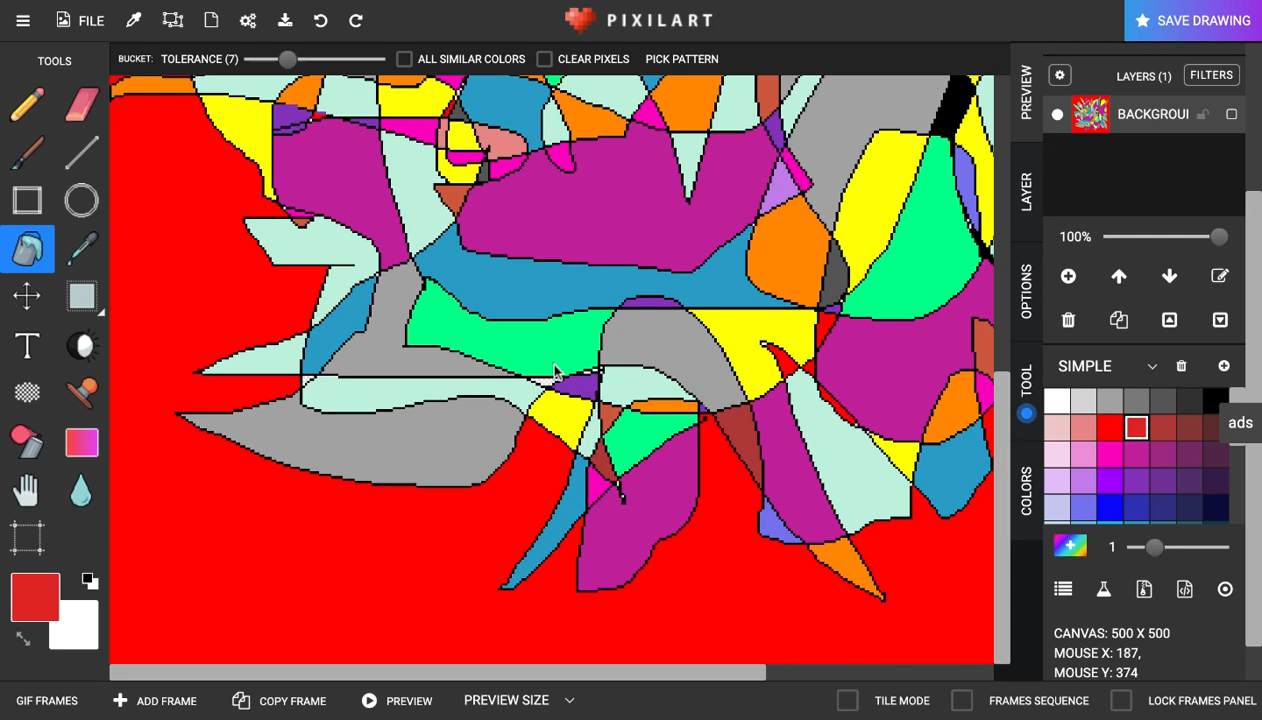 FILE
PIXILART
SAVE DRAWING
TOOLS
BUCKET: TOLERANCE (7) ALL SIMILAR COLORS CLEAR PIXELS PICK PATTERN
PREVIEW
LAYER
OPTIONS
TOOL
COLORS
LAYERS (1) FILTERS
BACKGROUI
100%
SIMPLE
ads
1
CANVAS: 500 X 500
MOUSE X: 187,
MOUSE Y: 374
T
GIF FRAMES ADD FRAME COPY FRAME PREVIEW PREVIEW SIZE TILE MODE FRAMES SEQUENCE LOCK FRAMES PANEL